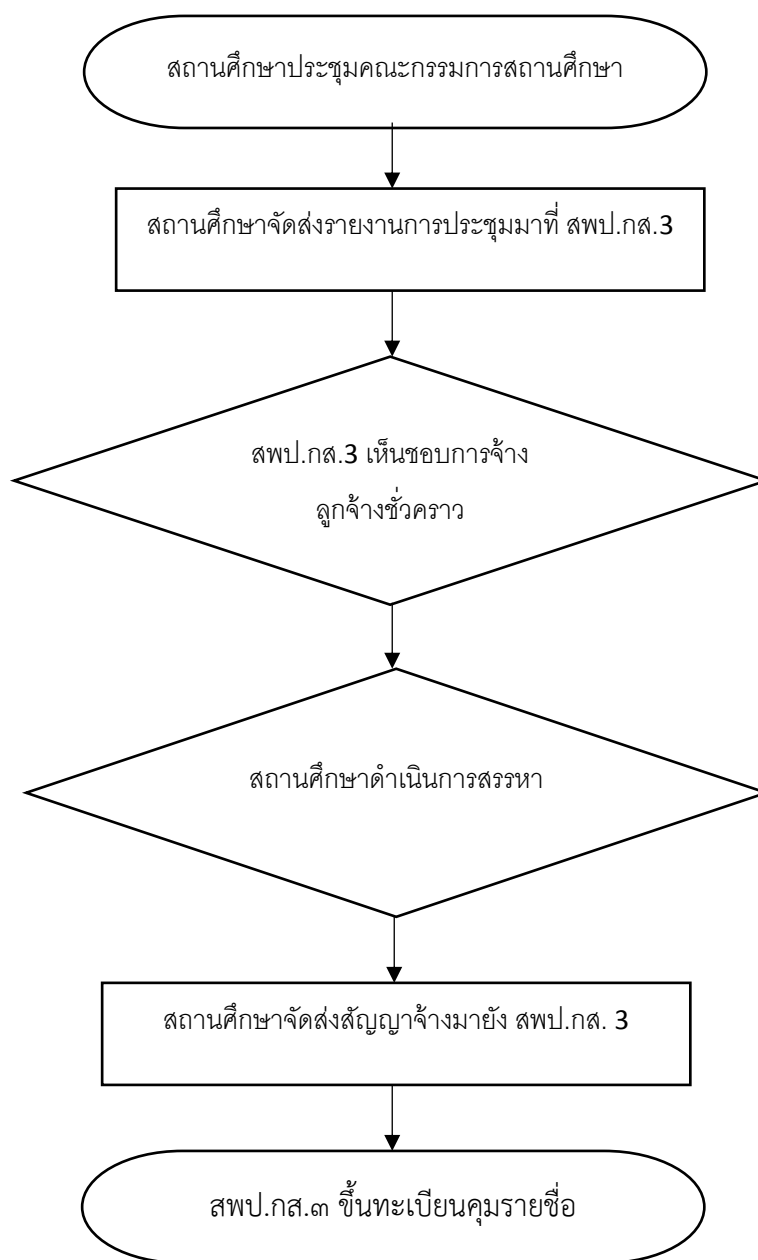 สถานศึกษาประชุมคณะกรรมการสถานศึกษา
สถานศึกษาจัดส่งรายงานการประชุมมาที่ สพป.กส.3
สพป.กส.3 เห็นชอบการจ้าง
ลูกจ้างชั่วคราว
สถานศึกษาดำเนินการสรรหา
สถานศึกษาจัดส่งสัญญาจ้างมายัง สพป.กส. 3
สพป.กส.๓ ขึ้นทะเบียนคุมรายชื่อ